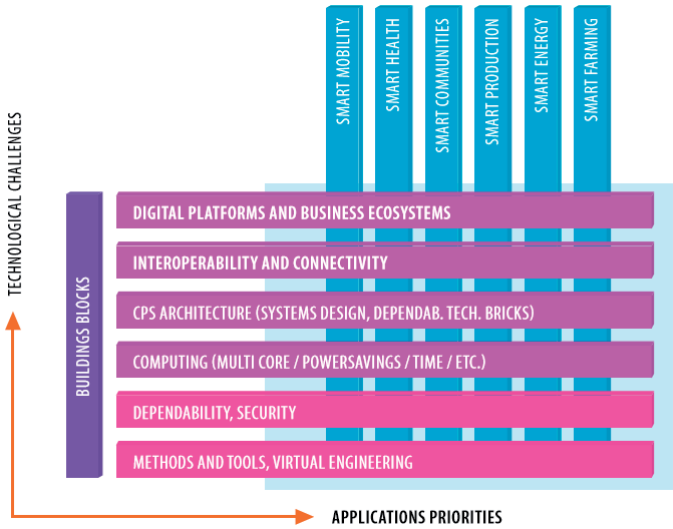 SMART MOBILITY
SMART HEALTH
SMART COMMUNITIES
SMART PRODUCTION
SMART ENERGY
SMART FARMING
TECHNOLOGICAL CHALLENGES
BUILDINGS BLOCKS
DIGITAL PLATFORMS AND BUSINESS ECOSYSTEMS
INTEROPERABILITY AND CONNECTIVITY
CPS ARCHITECTURE (SYSTEMS DESIGN, DEPENDAB. TECH. BRICKS)
COMPUTING (MULTI CORE / POWERSAVINGS / TIME / ETC.)
DEPENDABILITY, SECURITY
METHODS AND TOOLS, VIRTUAL ENGINEERING
APPLICATIONS PRIORITIES